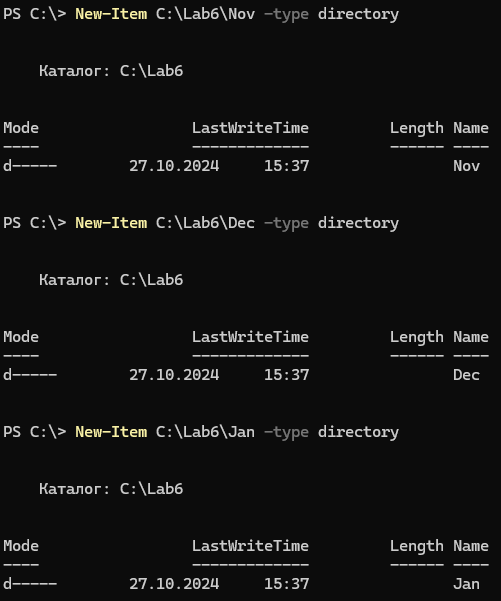 PS C:\> New-Item C:\Lab6\Nov -type directory
Каталог: C:\Lab6
Mode                 LastWriteTime         Length Name
----                 -------------         ------ ----
d-----        27.10.2024     15:37                Nov
PS C:\> New-Item C:\Lab6\Dec -type directory
Каталог: C:\Lab6
Mode                 LastWriteTime         Length Name
----                 -------------         ------ ----
d-----        27.10.2024     15:37                Dec
PS C:\> New-Item C:\Lab6\Jan -type directory
Каталог: C:\Lab6
Mode                 LastWriteTime         Length Name
----                 -------------         ------ ----
d-----        27.10.2024     15:37                Jan